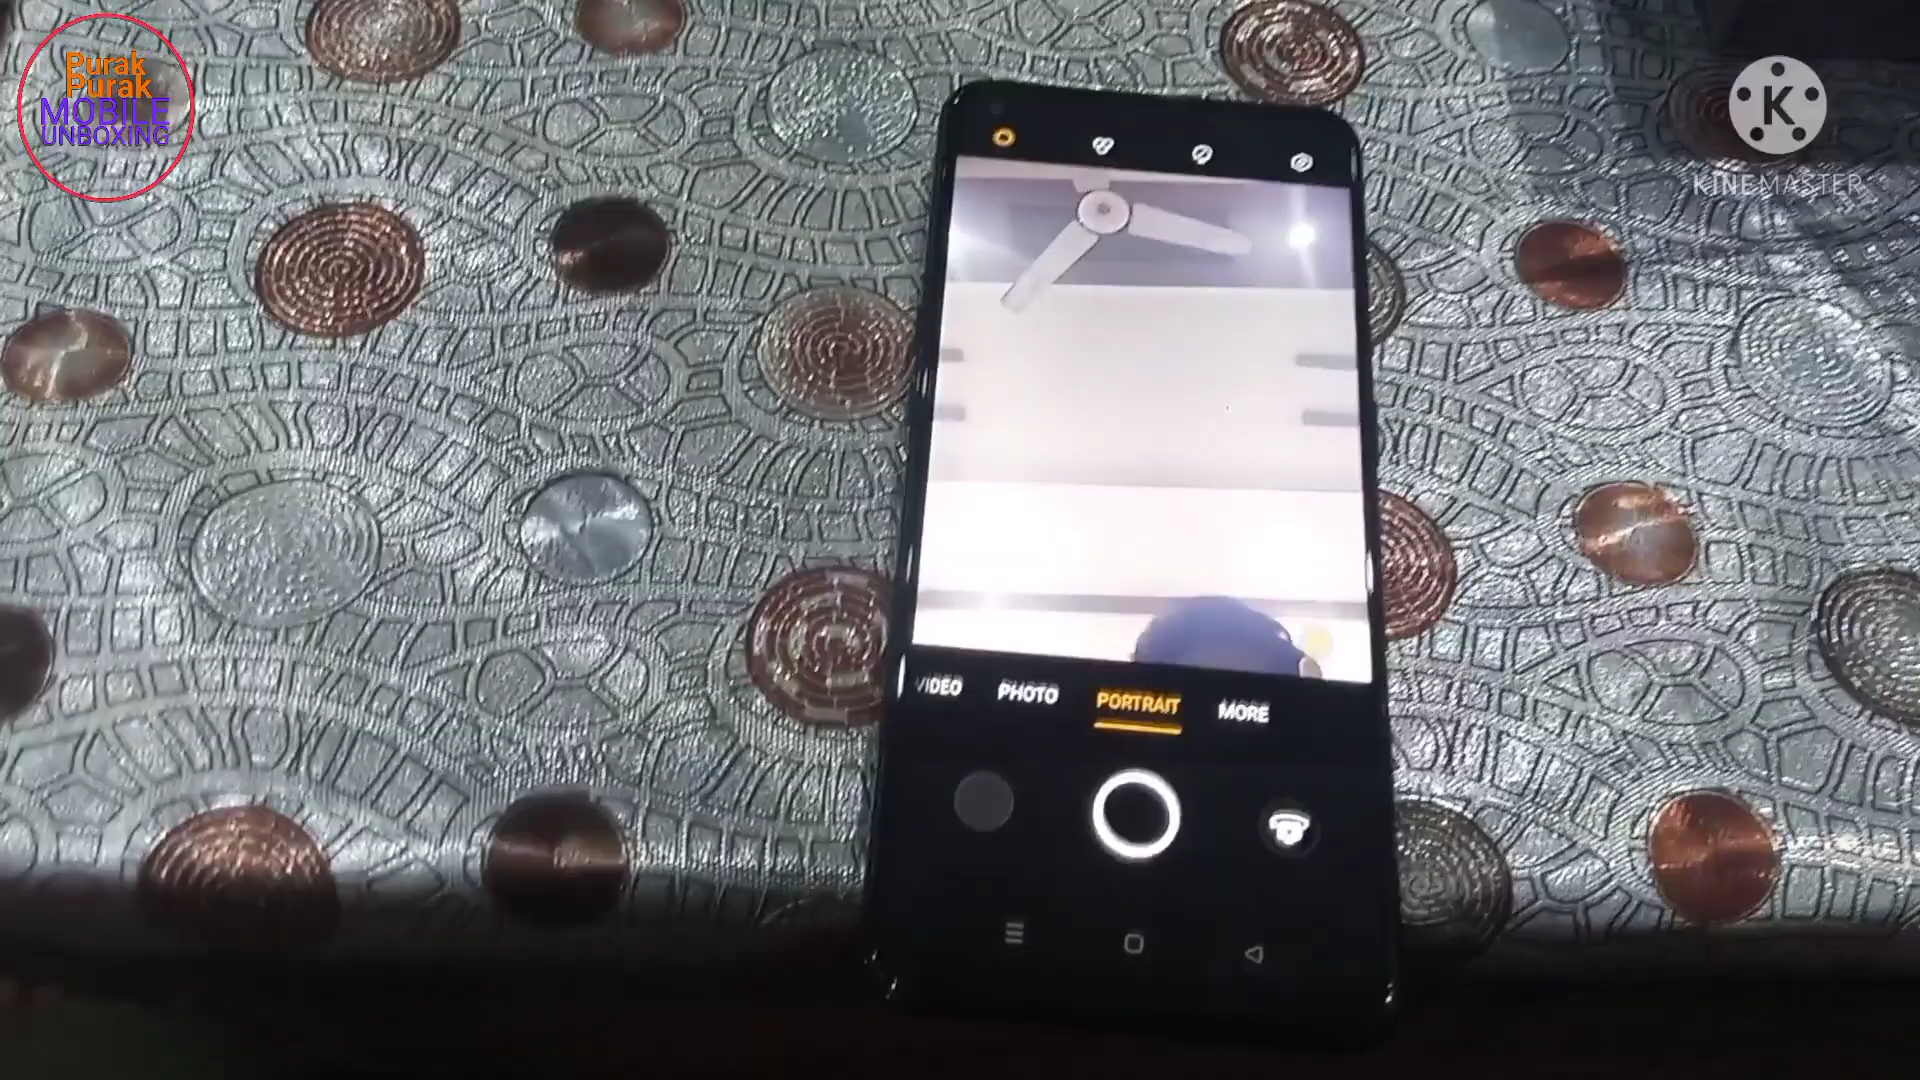 Purak
Purak
MOBILE
UNBOXING
KINEMASTER
VIDEO
PHOTO
PORTRAIT
MORE